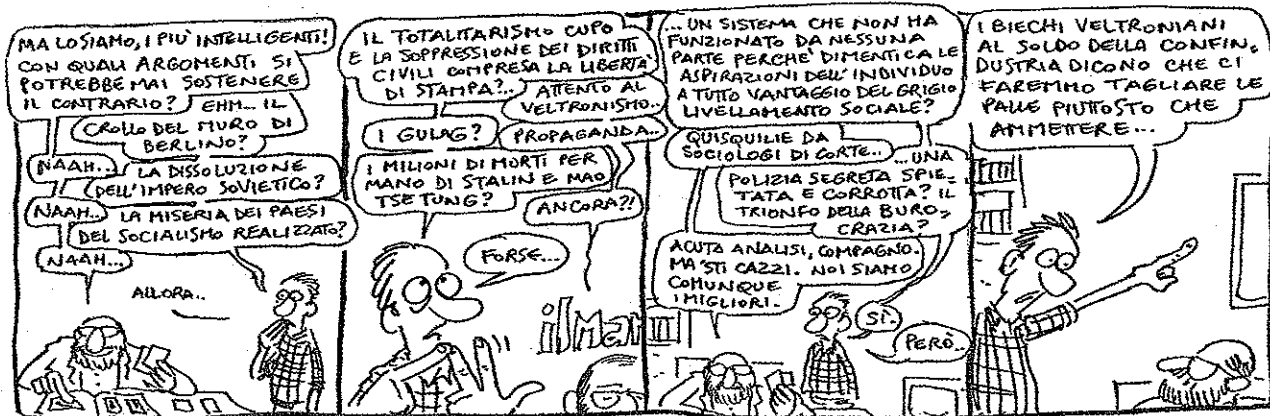 MA LO SIAMO, I PIÙ INTELLIGENTI!
CON QUALI ARGOMENTI SI
POTREBBE MAI SOSTENERE
IL CONTRARIO?
EHM... IL
CROLLO DEL MURO DI
BERLINO?
NAAH...
LA DISSOLUZIONE
DELL'IMPERO SOVIETICO?
NAAH...
LA MISERIA DEI PAESI
DEL SOCIALISMO REALIZZATO?
NAAH...
ALLORA..
IL TOTALITARISMO CUPO
E LA SOPPRESSIONE DEI DIRITTI
CIVILI COMPRESA LA LIBERTÀ
DI STAMPA?..
ATTENTO AL
VELTRONISMO..
I GULAG?
PROPAGANDA..
I MILIONI DI MORTI PER
MANO DI STALIN E MAO
TSE TUNG?
ANCORA?!
FORSE...
ilMani
... UN SISTEMA CHE NON HA
FUNZIONATO DA NESSUNA
PARTE PERCHÉ DIMENTICA LE
ASPIRAZIONI DELL'INDIVIDUO
A TUTTO VANTAGGIO DEL GRIGIO
LIVELLAMENTO SOCIALE?
QUISQUILIE DA
SOCIOLOGI DI CORTE..
... UNA
POLIZIA SEGRETA SPIE=
TATA E CORROTTA? IL
TRIONFO DELLA BURO=
CRAZIA?
ACUTA ANALISI, COMPAGNO.
MA 'STI CAZZI. NOI SIAMO
COMUNQUE
I MIGLIORI.
SÌ
PERÒ..
I BIECHI VELTRONIANI
AL SOLDO DELLA CONFIN=
DUSTRIA DICONO CHE CI
FAREMMO TAGLIARE LE
PALLE PIUTTOSTO CHE
AMMETTERE...